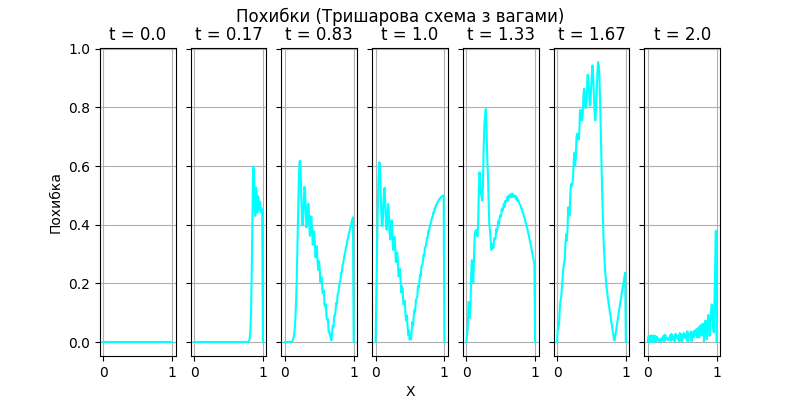 Похибки (Тришарова схема з вагами)
t = 0.0 t = 0.17 t = 0.83 t = 1.0 t = 1.33 t = 1.67 t = 2.0
1.0
0.8
0.6
0.4
0.2
0.0
Похибка
0 1 0 1 0 1 0 1 0 1 0 1 0 1
X